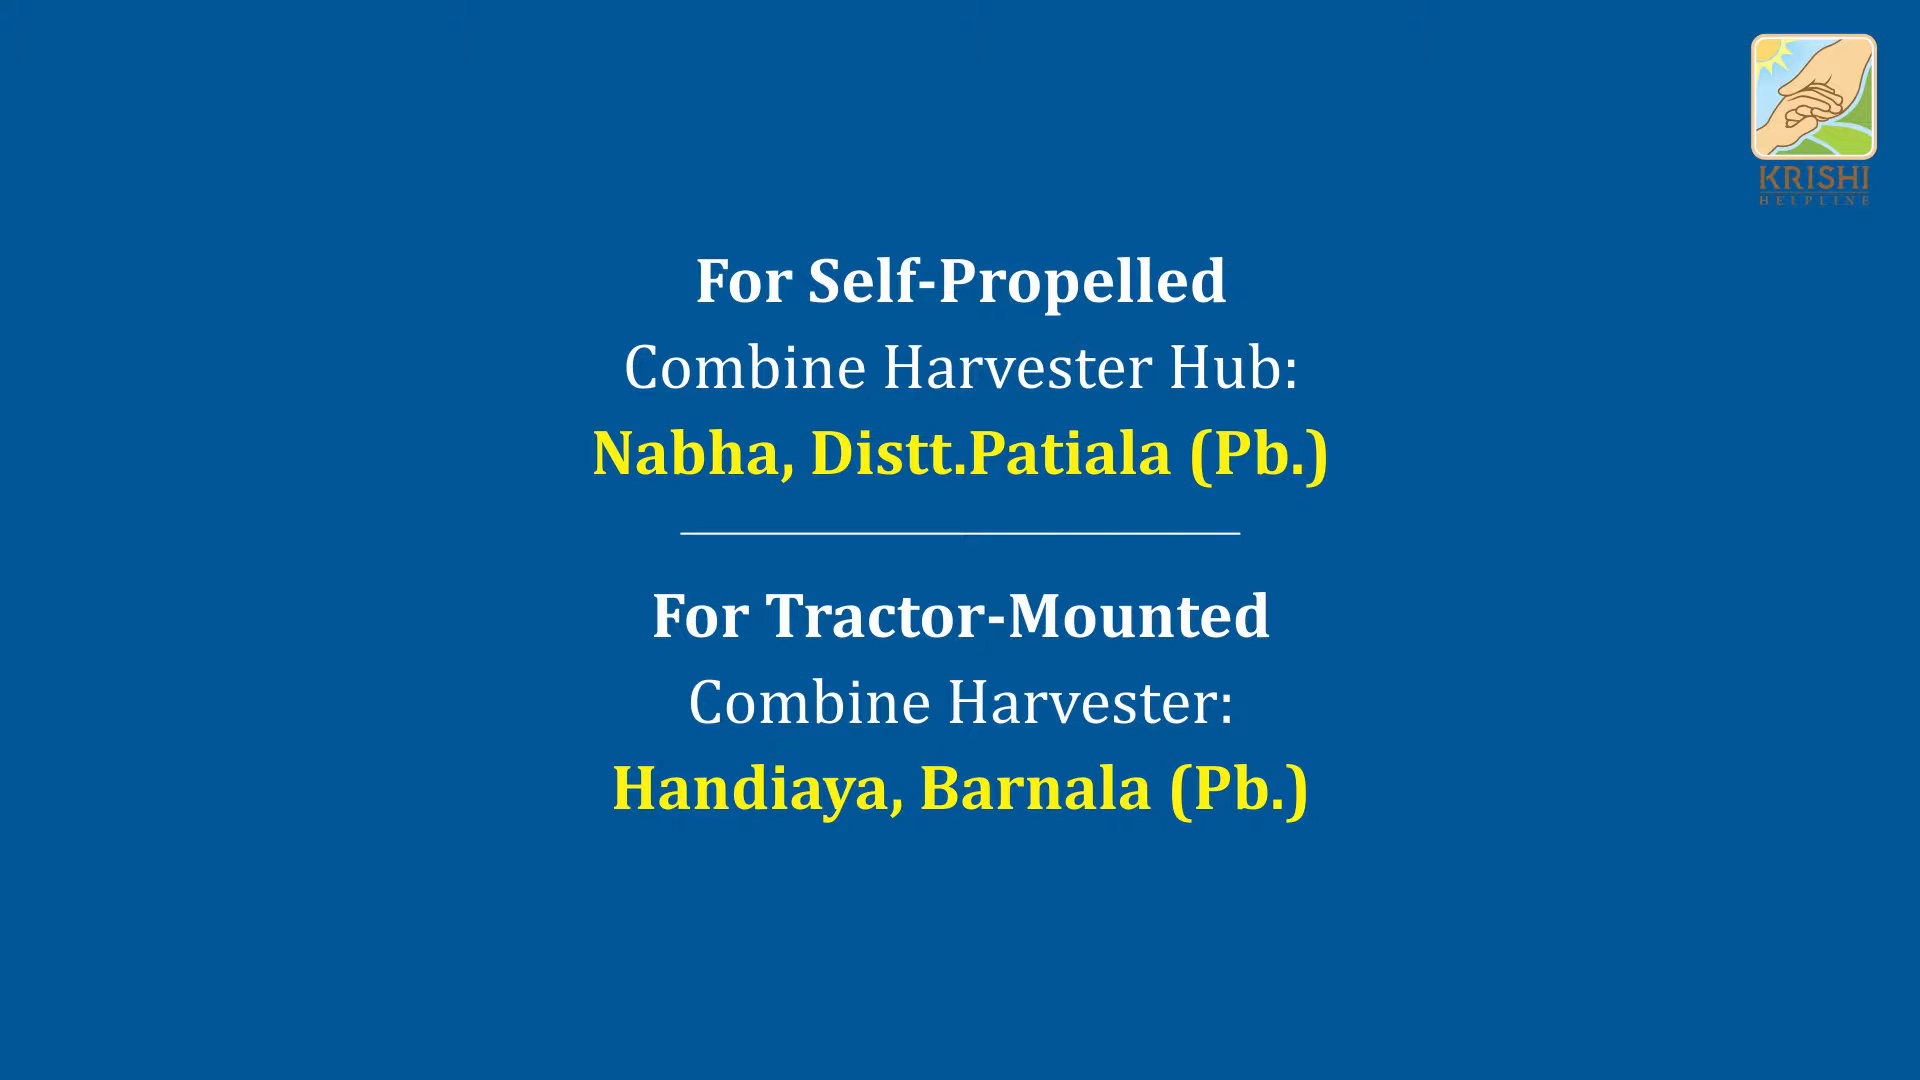 KRISHI
HELPLINE
For Self-Propelled
Combine Harvester Hub:
Nabha, Distt.Patiala (Pb.)
For Tractor-Mounted
Combine Harvester:
Handiaya, Barnala (Pb.)